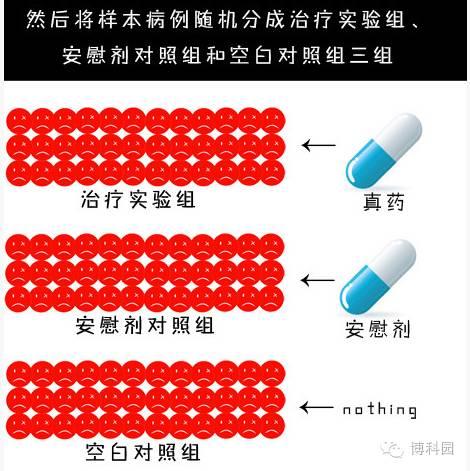 然后将样本病例随机分成治疗实验组、
安慰剂对照组和空白对照组三组
治疗实验组
真药
安慰剂对照组
安慰剂
nothing
空白对照组
博科园